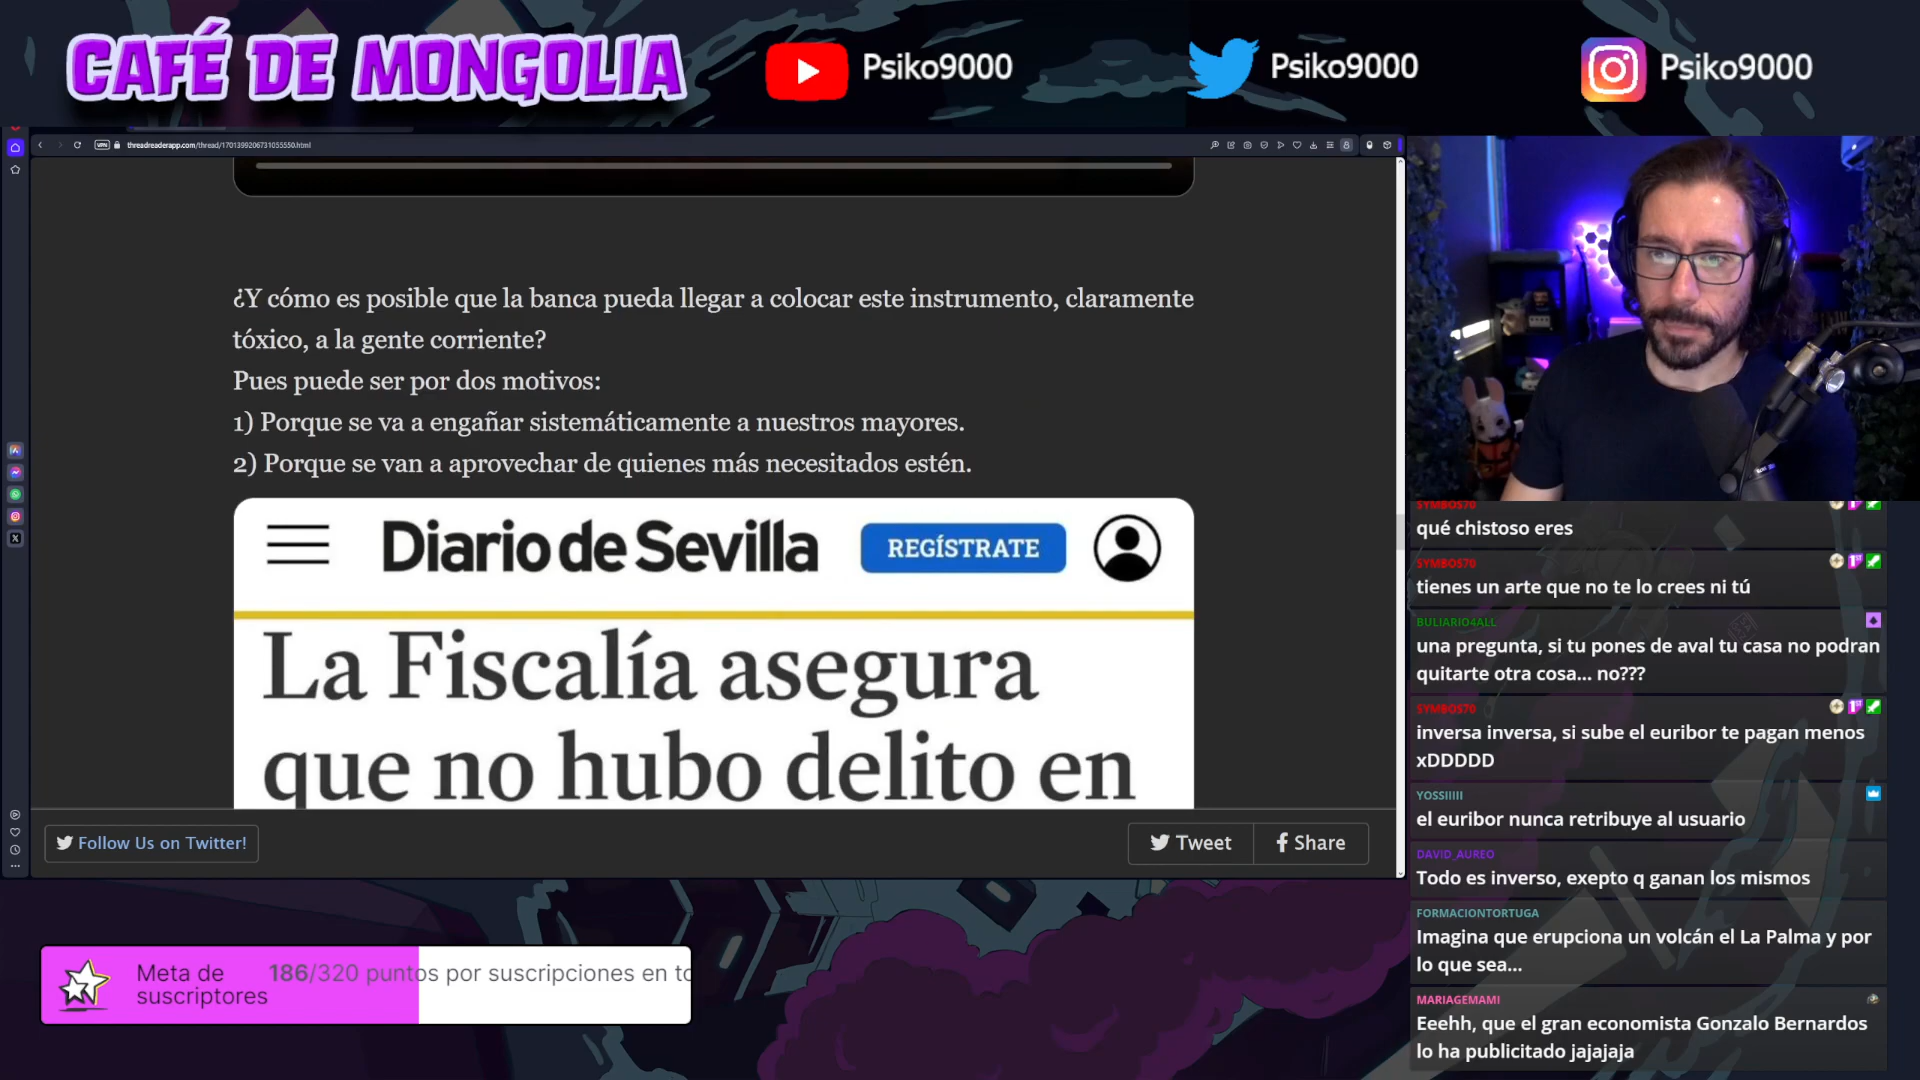 CAFÉ DE MONGOLIA
Psiko9000
Psiko9000
Psiko9000
VPN
threadreaderapp.com/thread/1701399206731055550.html
¿Y cómo es posible que la banca pueda llegar a colocar este instrumento, claramente
tóxico, a la gente corriente?
Pues puede ser por dos motivos:
1) Porque se va a engañar sistemáticamente a nuestros mayores.
2) Porque se van a aprovechar de quienes más necesitados estén.
Diario de Sevilla
REGÍSTRATE
La Fiscalía asegura
que no hubo delito en
Follow Us on Twitter!
Tweet
Share
Meta de
suscriptores
186/320 puntos por suscripciones en to
SYMBOS70
qué chistoso eres
SYMBOS70
tienes un arte que no te lo crees ni tú
BULIARIO4ALL
una pregunta, si tu pones de aval tu casa no podran
quitarte otra cosa... no???
SYMBOS70
inversa inversa, si sube el euribor te pagan menos
xDDDDD
YOSSIIIII
el euribor nunca retribuye al usuario
DAVID_AUREO
Todo es inverso, exepto q ganan los mismos
FORMACIONTORTUGA
Imagina que erupciona un volcán el La Palma y por
lo que sea...
MARIAGEMAMI
Eeehh, que el gran economista Gonzalo Bernardos
lo ha publicitado jajajaja